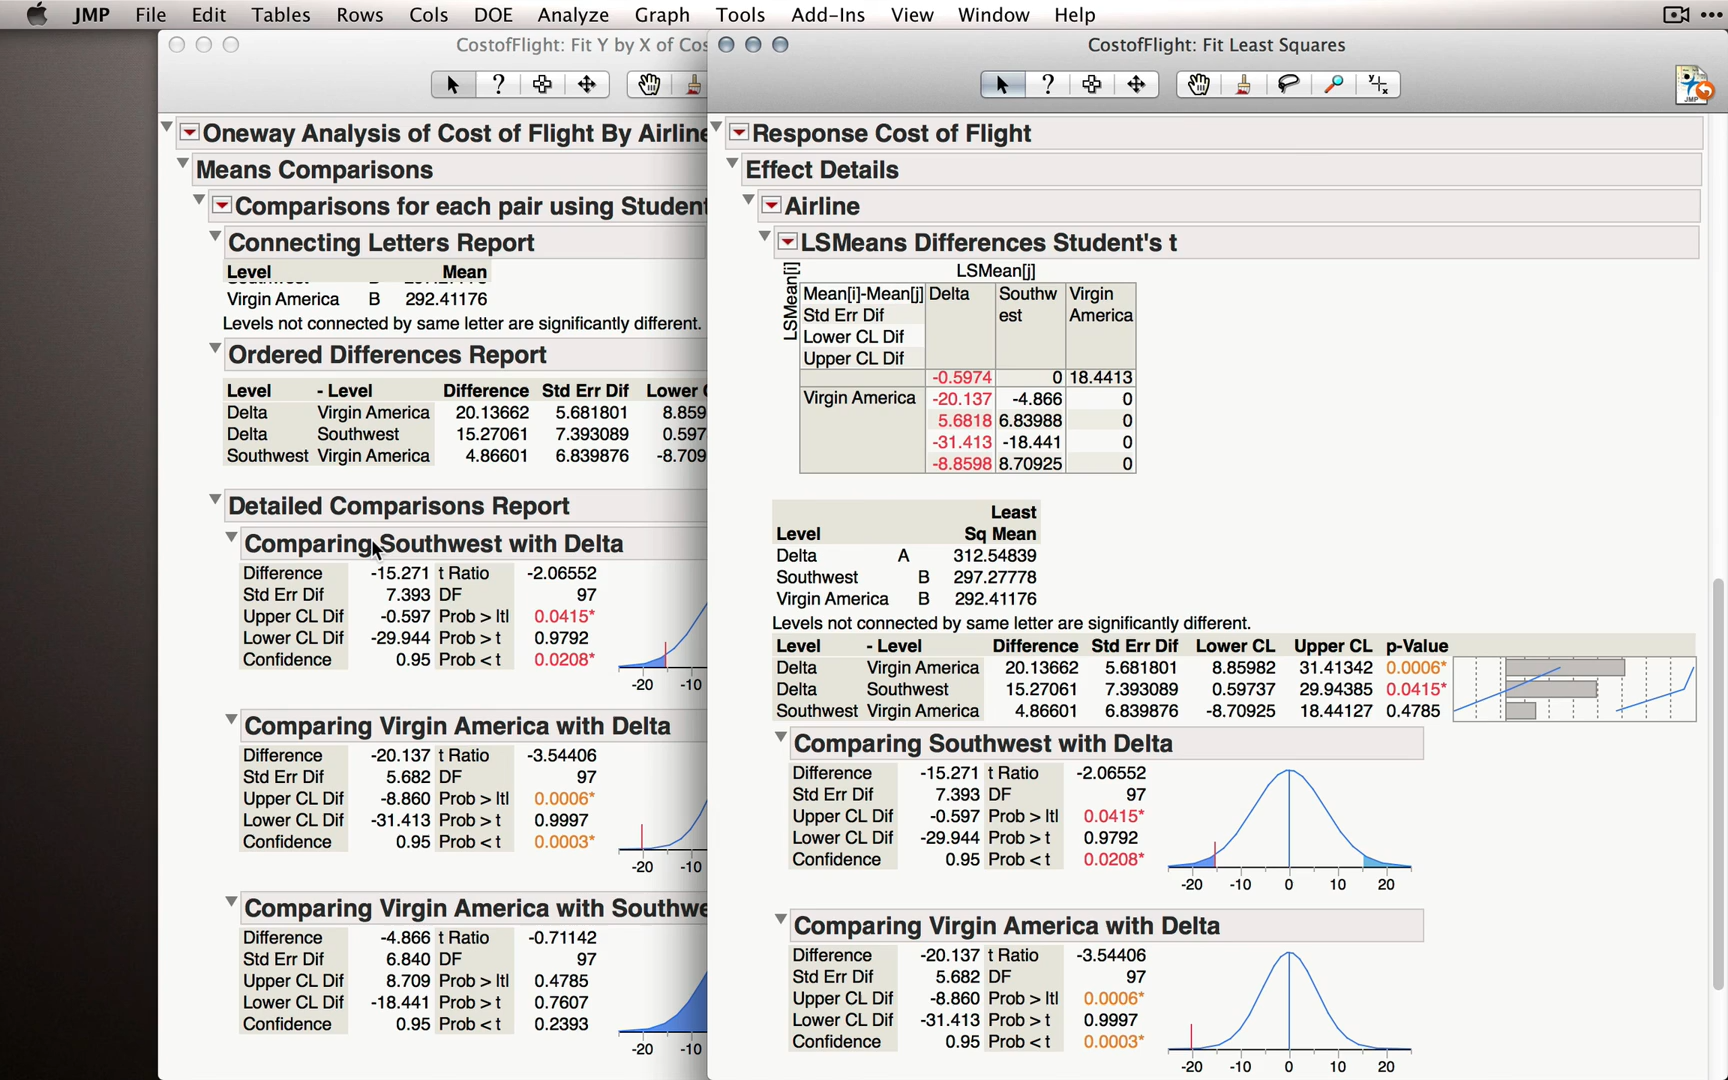 JMP File Edit Tables Rows Cols DOE Analyze Graph Tools Add-Ins View Window Help
CostofFlight: Fit Y by X of Cos
Oneway Analysis of Cost of Flight By Airline
Means Comparisons
Comparisons for each pair using Student
Connecting Letters Report
Level Mean
Virgin America B 292.41176
Levels not connected by same letter are significantly different.
Ordered Differences Report
Level - Level Difference Std Err Dif Lower
Delta Virgin America 20.13662 5.681801 8.859
Delta Southwest 15.27061 7.393089 0.597
Southwest Virgin America 4.86601 6.839876 -8.709
Detailed Comparisons Report
Comparing Southwest with Delta
Difference -15.271 t Ratio -2.06552
Std Err Dif 7.393 DF 97
Upper CL Dif -0.597 Prob > |t| 0.0415*
Lower CL Dif -29.944 Prob > t 0.9792
Confidence 0.95 Prob < t 0.0208*
-20 -10
Comparing Virgin America with Delta
Difference -20.137 t Ratio -3.54406
Std Err Dif 5.682 DF 97
Upper CL Dif -8.860 Prob > |t| 0.0006*
Lower CL Dif -31.413 Prob > t 0.9997
Confidence 0.95 Prob < t 0.0003*
-20 -10
Comparing Virgin America with Southwe
Difference -4.866 t Ratio -0.71142
Std Err Dif 6.840 DF 97
Upper CL Dif 8.709 Prob > |t| 0.4785
Lower CL Dif -18.441 Prob > t 0.7607
Confidence 0.95 Prob < t 0.2393
-20 -10
CostofFlight: Fit Least Squares
JMP
Response Cost of Flight
Effect Details
Airline
LSMeans Differences Student's t
LSMean[i]
LSMean[j]
Mean[i]-Mean[j] Delta Southw Virgin
Std Err Dif est America
Lower CL Dif
Upper CL Dif
-0.5974 0 18.4413
Virgin America -20.137 -4.866 0
5.6818 6.83988 0
-31.413 -18.441 0
-8.8598 8.70925 0
Least
Level Sq Mean
Delta A 312.54839
Southwest B 297.27778
Virgin America B 292.41176
Levels not connected by same letter are significantly different.
Level - Level Difference Std Err Dif Lower CL Upper CL p-Value
Delta Virgin America 20.13662 5.681801 8.85982 31.41342 0.0006*
Delta Southwest 15.27061 7.393089 0.59737 29.94385 0.0415*
Southwest Virgin America 4.86601 6.839876 -8.70925 18.44127 0.4785
Comparing Southwest with Delta
Difference -15.271 t Ratio -2.06552
Std Err Dif 7.393 DF 97
Upper CL Dif -0.597 Prob > |t| 0.0415*
Lower CL Dif -29.944 Prob > t 0.9792
Confidence 0.95 Prob < t 0.0208*
-20 -10 0 10 20
Comparing Virgin America with Delta
Difference -20.137 t Ratio -3.54406
Std Err Dif 5.682 DF 97
Upper CL Dif -8.860 Prob > |t| 0.0006*
Lower CL Dif -31.413 Prob > t 0.9997
Confidence 0.95 Prob < t 0.0003*
-20 -10 0 10 20